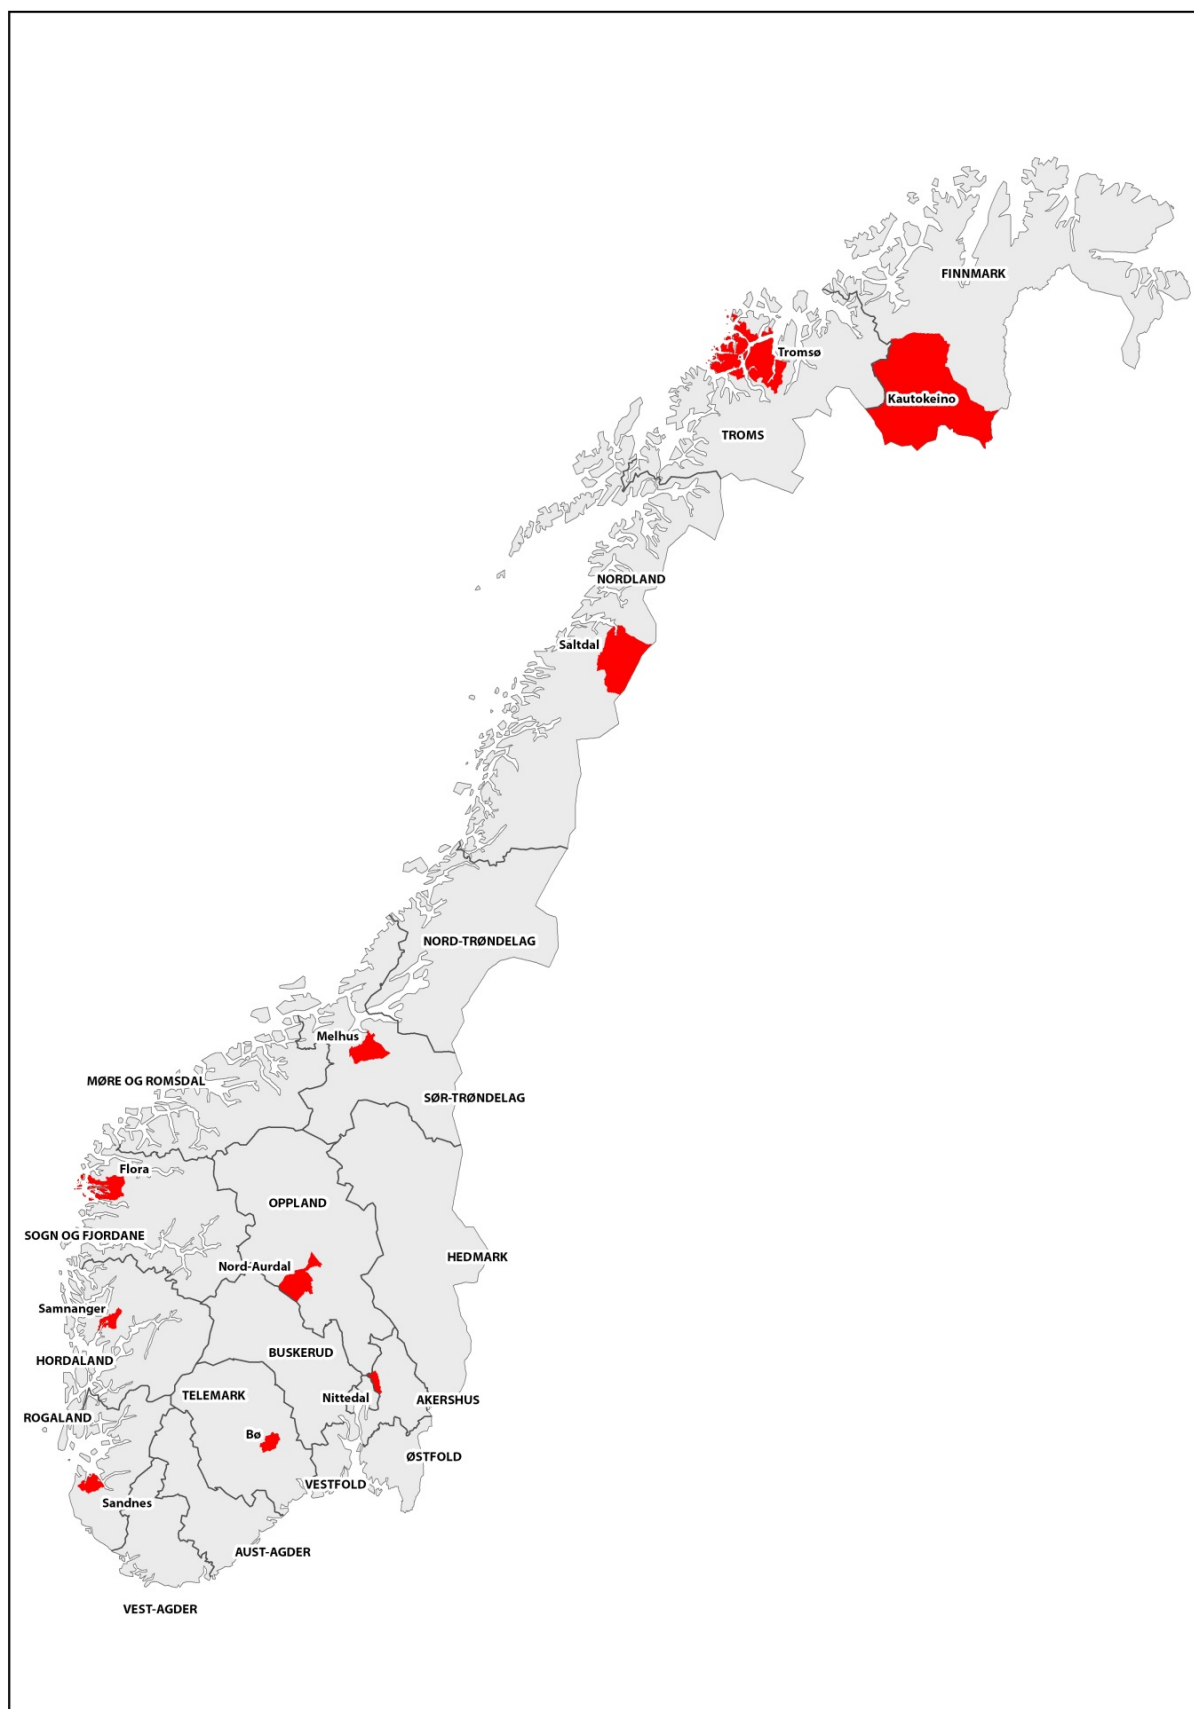 FINNMARK
Tromsø
Kautokeino
TROMS
NORDLAND
Saltdal
NORD-TRØNDELAG
Melhus
MØRE OG ROMSDAL
SØR-TRØNDELAG
Flora
OPPLAND
SOGN OG FJORDANE
HEDMARK
Nord-Aurdal
Samnanger
BUSKERUD
HORDALAND
TELEMARK
Nittedal
AKERSHUS
ROGALAND
Bø
ØSTFOLD
VESTFOLD
Sandnes
AUST-AGDER
VEST-AGDER